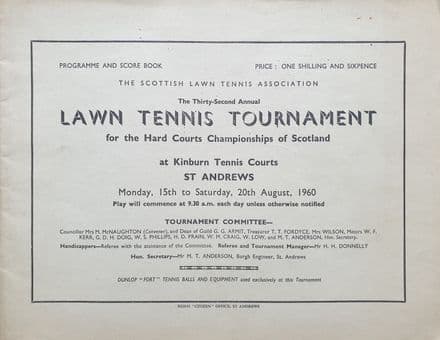 PROGRAMME AND SCORE BOOK PRICE : ONE SHILLING AND SIXPENCE
THE SCOTTISH LAWN TENNIS ASSOCIATION
The Thirty-Second Annual
LAWN TENNIS TOURNAMENT
for the Hard Courts Championships of Scotland
at Kinburn Tennis Courts
ST ANDREWS
Monday, 15th to Saturday, 20th August, 1960
Play will commence at 9.30 a.m. each day unless otherwise notified
TOURNAMENT COMMITTEE—
Councillor Mrs M. McNAUGHTON (Convener), and Dean of Guild G. G. ARMIT, Treasurer T. T. FORDYCE, Mrs WILSON, Messrs W. F.
KERR, G. D. H. DOIG, W. S. PHILLIPS, H. D. PRAIN, W. M. CRAIG, W. LOW, and M. T. ANDERSON, Hon. Secretary.
Handicappers—Referee with the assistance of the Committee. Referee and Tournament Manager—Mr H. H. DONNELLY
Hon. Secretary—Mr M. T. ANDERSON, Burgh Engineer, St. Andrews
DUNLOP "FORT" TENNIS BALLS AND EQUIPMENT used exclusively at this Tournament
"CITIZEN" OFFICE, ST ANDREWS